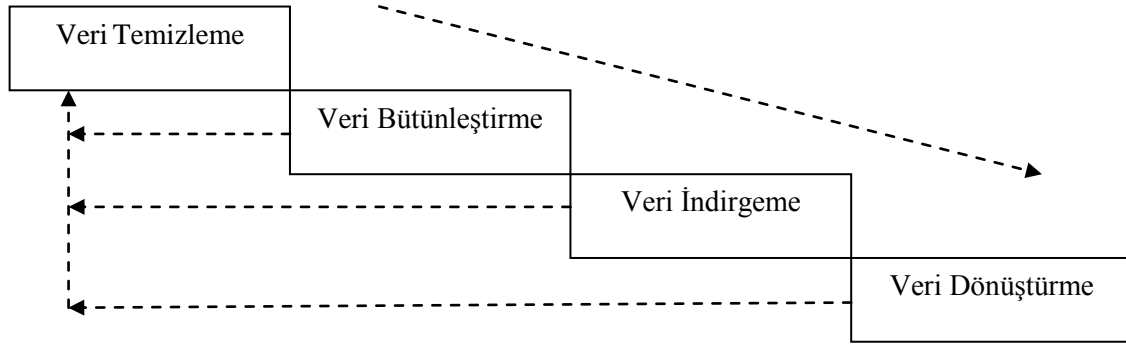 Veri Temizleme
Veri Bütünleştirme
Veri İndirgeme
Veri Dönüştürme